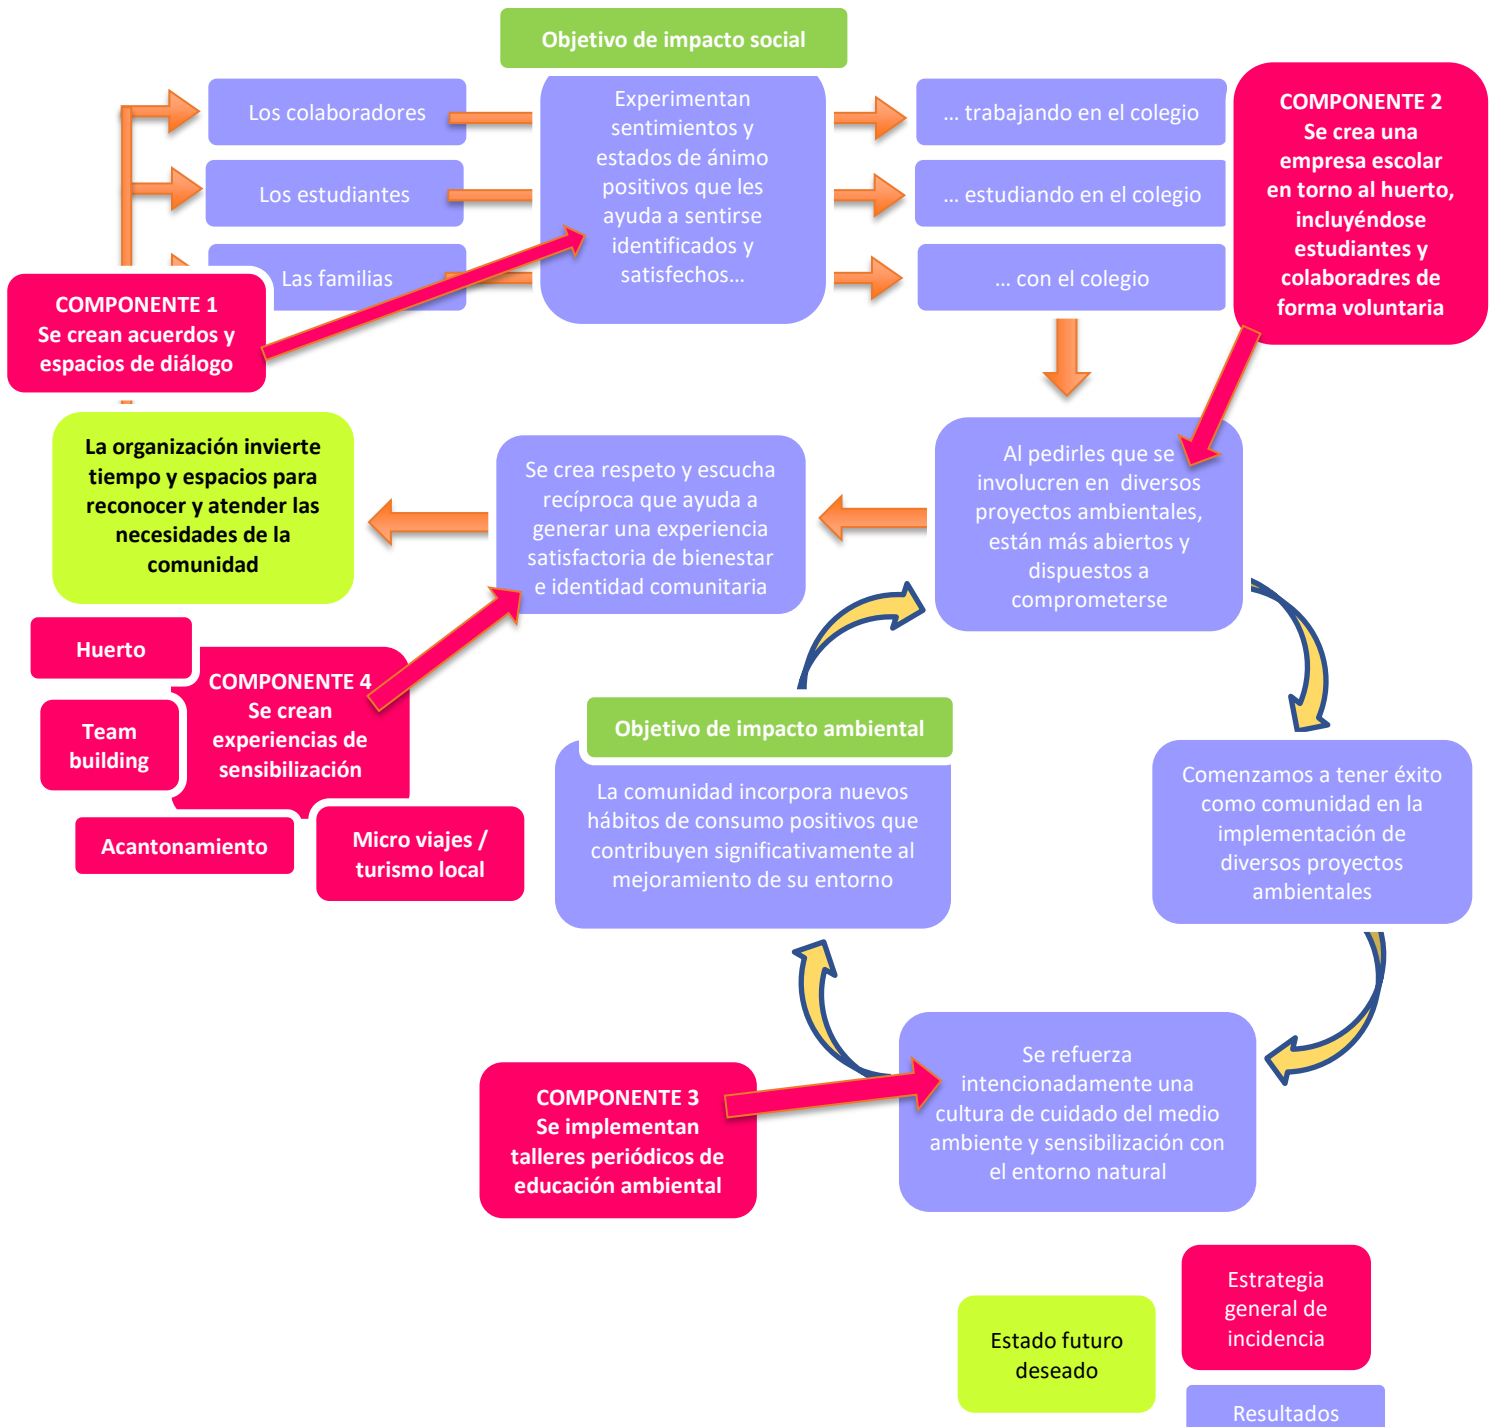 Objetivo de impacto social
Los colaboradores
Los estudiantes
Las familias
Experimentan
sentimientos y
estados de ánimo
positivos que les
ayuda a sentirse
identificados y
satisfechos...
... trabajando en el colegio
... estudiando en el colegio
... con el colegio
COMPONENTE 2
Se crea una
empresa escolar
en torno al huerto,
incluyéndose
estudiantes y
colaboradres de
forma voluntaria
COMPONENTE 1
Se crean acuerdos y
espacios de diálogo
La organización invierte
tiempo y espacios para
reconocer y atender las
necesidades de la
comunidad
Se crea respeto y escucha
recíproca que ayuda a
generar una experiencia
satisfactoria de bienestar
e identidad comunitaria
Al pedirles que se
involucren en diversos
proyectos ambientales,
están más abiertos y
dispuestos a
comprometerse
Huerto
COMPONENTE 4
Se crean
experiencias de
sensibilización
Team
building
Acantonamiento
Micro viajes /
turismo local
Objetivo de impacto ambiental
La comunidad incorpora nuevos
hábitos de consumo positivos que
contribuyen significativamente al
mejoramiento de su entorno
Comenzamos a tener éxito
como comunidad en la
implementación de
diversos proyectos
ambientales
COMPONENTE 3
Se implementan
talleres periódicos de
educación ambiental
Se refuerza
intencionadamente una
cultura de cuidado del medio
ambiente y sensibilización con
el entorno natural
Estado futuro
deseado
Estrategia
general de
incidencia
Resultados